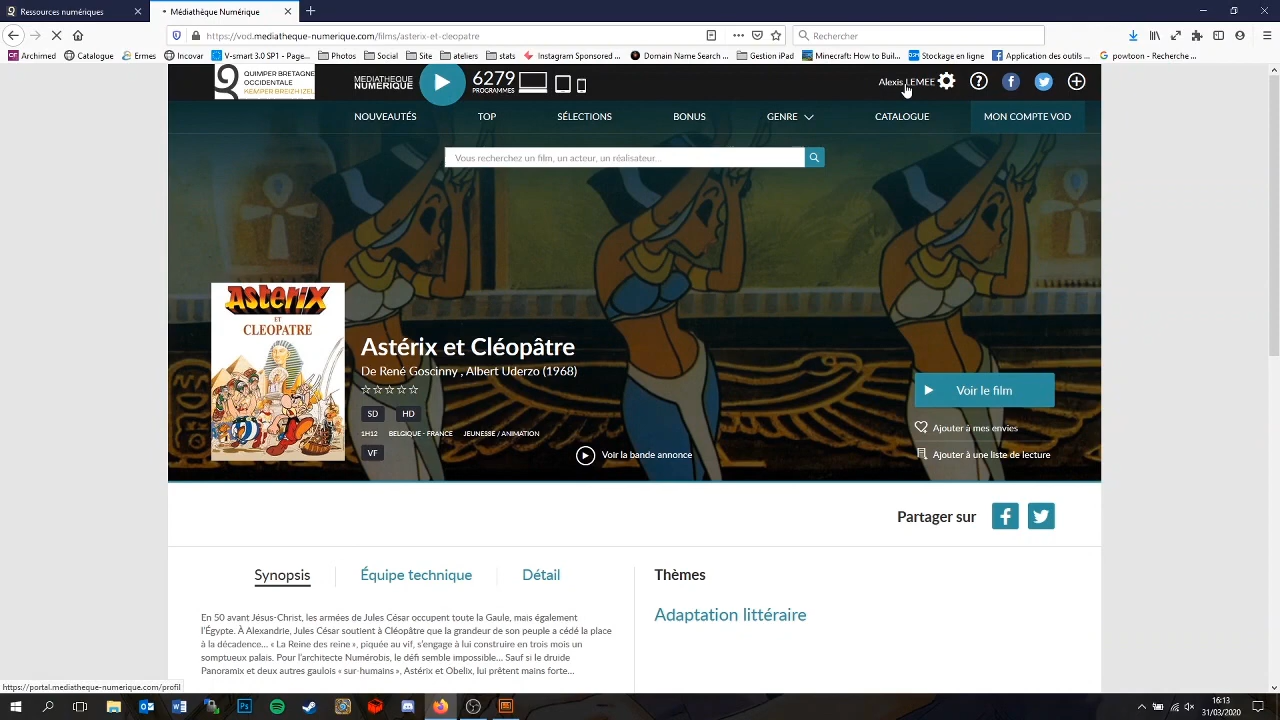 Ressources numériques
Médiathèque Numérique
https://vod.mediatheque-numerique.com/films/asterix-et-cleopatre
Rechercher
Archimed
Catalogue
Ermes
Incovar
V-smart 3.0 SP1 - Page...
Photos
Social
Site
ateliers
stats
Instagram Sponsored ...
Domain Name Search ...
Gestion iPad
Minecraft: How to Buil...
Stockage en ligne
Application des outils ...
powtoon - Recherche ...
QUIMPER BRETAGNE
OCCIDENTALE
KEMPER BREIZH IZEL
MEDIATHEQUE
NUMÉRIQUE
6279
PROGRAMMES
Alexis LEMEE
NOUVEAUTÉS
TOP
SÉLECTIONS
BONUS
GENRE
CATALOGUE
MON COMPTE VOD
Vous recherchez un film, un acteur, un réalisateur...
AsteriX
ET
CLEOPATRE
Astérix et Cléopâtre
De René Goscinny , Albert Uderzo (1968)
SD HD
1H12 BELGIQUE - FRANCE JEUNESSE / ANIMATION
VF
Voir la bande annonce
Voir le film
Ajouter à mes envies
Ajouter à une liste de lecture
Partager sur
Synopsis
Équipe technique
Détail
En 50 avant Jésus-Christ, les armées de Jules César occupent toute la Gaule, mais également
l'Égypte. À Alexandrie, Jules César soutient à Cléôpâtre que la grandeur de son peuple a cédé la place
à la décadence... « La Reine des reine », piquée au vif, s'engage à lui construire en trois mois un
somptueux palais. Pour l'architecte Numérobis, le défi semble impossible... Sauf si le druide
Panoramix et deux autres gaulois « sur-humains », Astérix et Obelix, lui prêtent mains forte...
Thèmes
Adaptation littéraire
https://portal.mediatheque-numerique.com/profil
16:13
31/03/2020